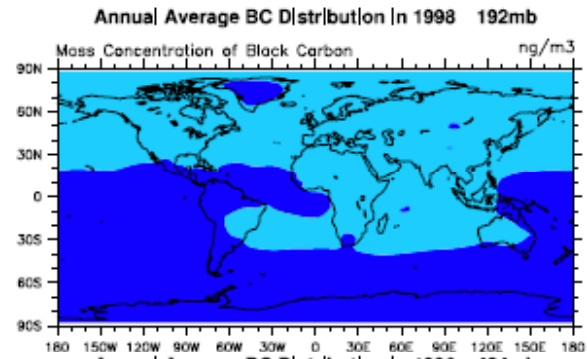 Annual Average BC Distribution in 1998 192mb
Mass Concentration of Black Carbon ng/m3
90N
60N
30N
0
30S
60S
90S
180 150W 120W 90W 60W 30W 0 30E 60E 90E 120E 150E 180